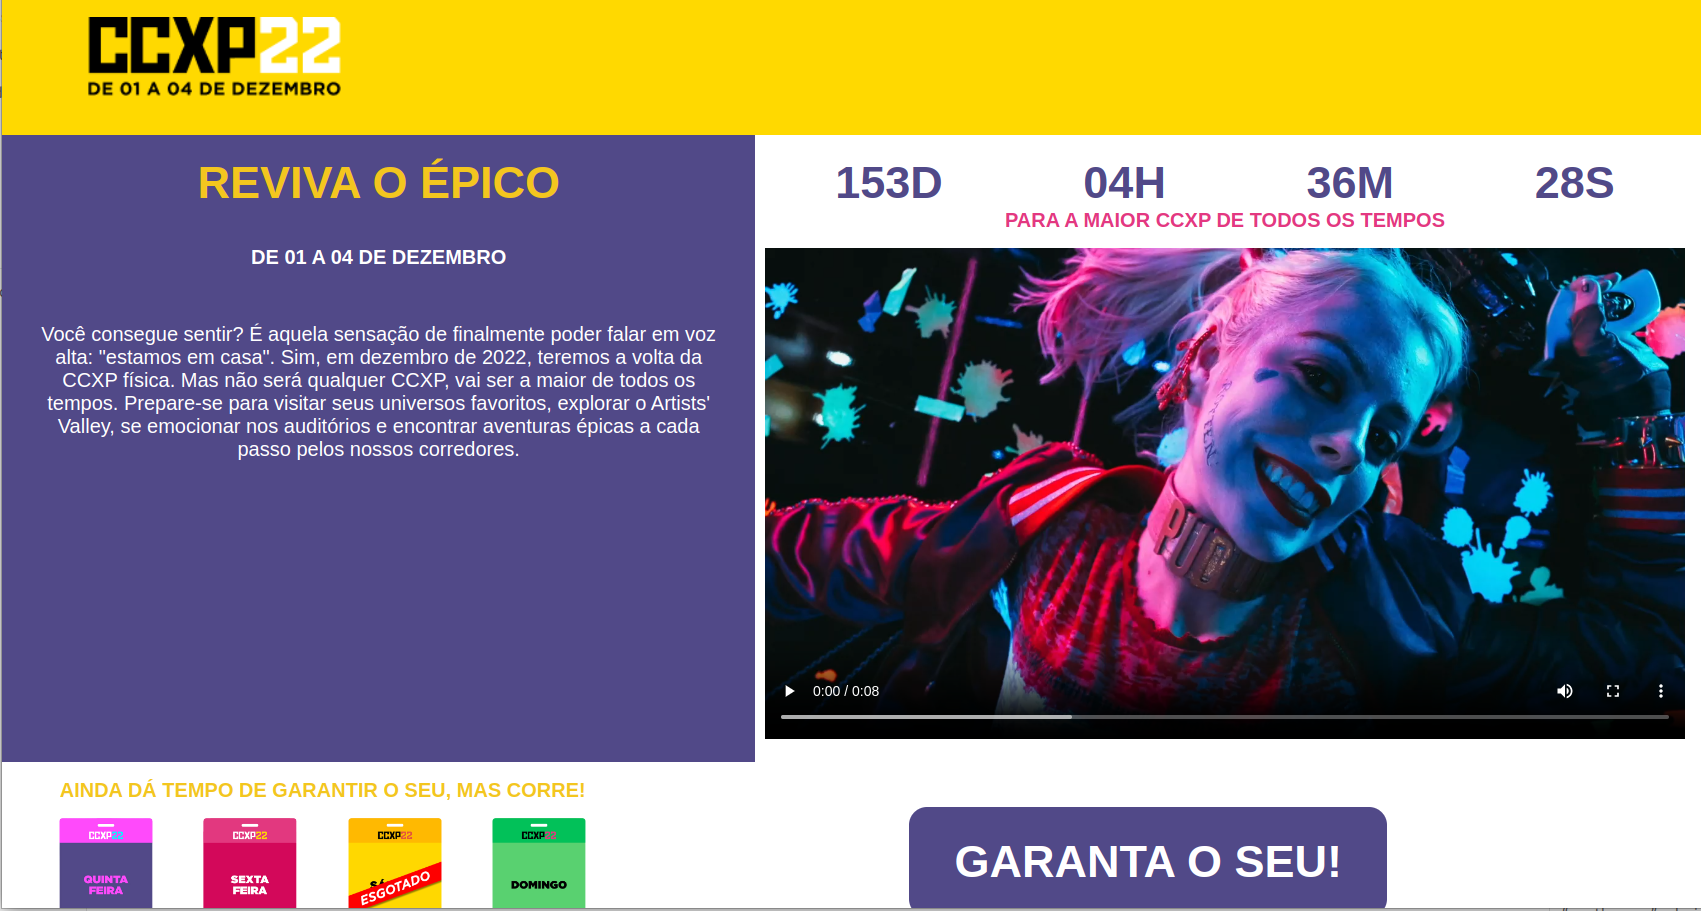 CCXP22
DE 01 A 04 DE DEZEMBRO
REVIVA O ÉPICO
DE 01 A 04 DE DEZEMBRO
Você consegue sentir? É aquela sensação de finalmente poder falar em voz
alta: "estamos em casa". Sim, em dezembro de 2022, teremos a volta da
CCXP física. Mas não será qualquer CCXP, vai ser a maior de todos os
tempos. Prepare-se para visitar seus universos favoritos, explorar o Artists'
Valley, se emocionar nos auditórios e encontrar aventuras épicas a cada
passo pelos nossos corredores.
153D 04H 36M 28S
PARA A MAIOR CCXP DE TODOS OS TEMPOS
0:00 / 0:08
AINDA DÁ TEMPO DE GARANTIR O SEU, MAS CORRE!
CCXP22
QUINTA
FEIRA
CCXP22
SEXTA
FEIRA
CCXP22
ESGOTADO
CCXP22
DOMINGO
GARANTA O SEU!